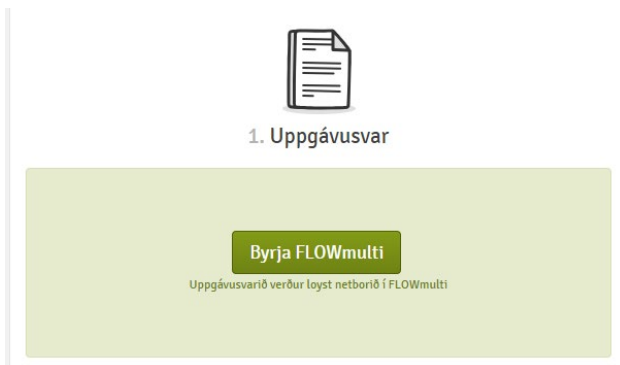 1. Uppgávusvar
Byrja FLOWmulti
Uppgávusvarið verður loyst netborið í FLOWmulti